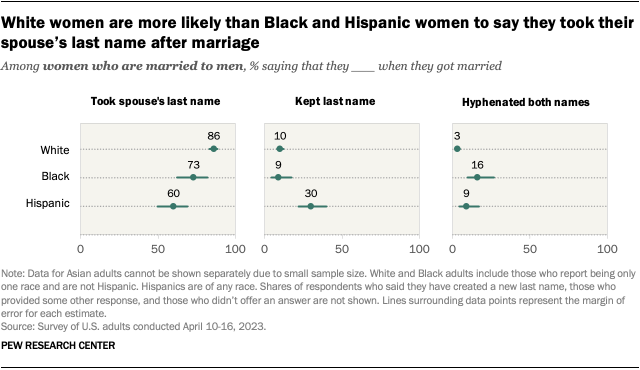 White women are more likely than Black and Hispanic women to say they took their
spouse's last name after marriage
Among women who are married to men, % saying that they ___ when they got married
Took spouse's last name
Kept last name
Hyphenated both names
White
86
10
3
Black
73
9
16
Hispanic
60
30
9
0
50
100
0
50
100
0
50
100
Note: Data for Asian adults cannot be shown separately due to small sample size. White and Black adults include those who report being only
one race and are not Hispanic. Hispanics are of any race. Shares of respondents who said they have created a new last name, those who
provided some other response, and those who didn't offer an answer are not shown. Lines surrounding data points represent the margin of
error for each estimate.
Source: Survey of U.S. adults conducted April 10-16, 2023.
PEW RESEARCH CENTER